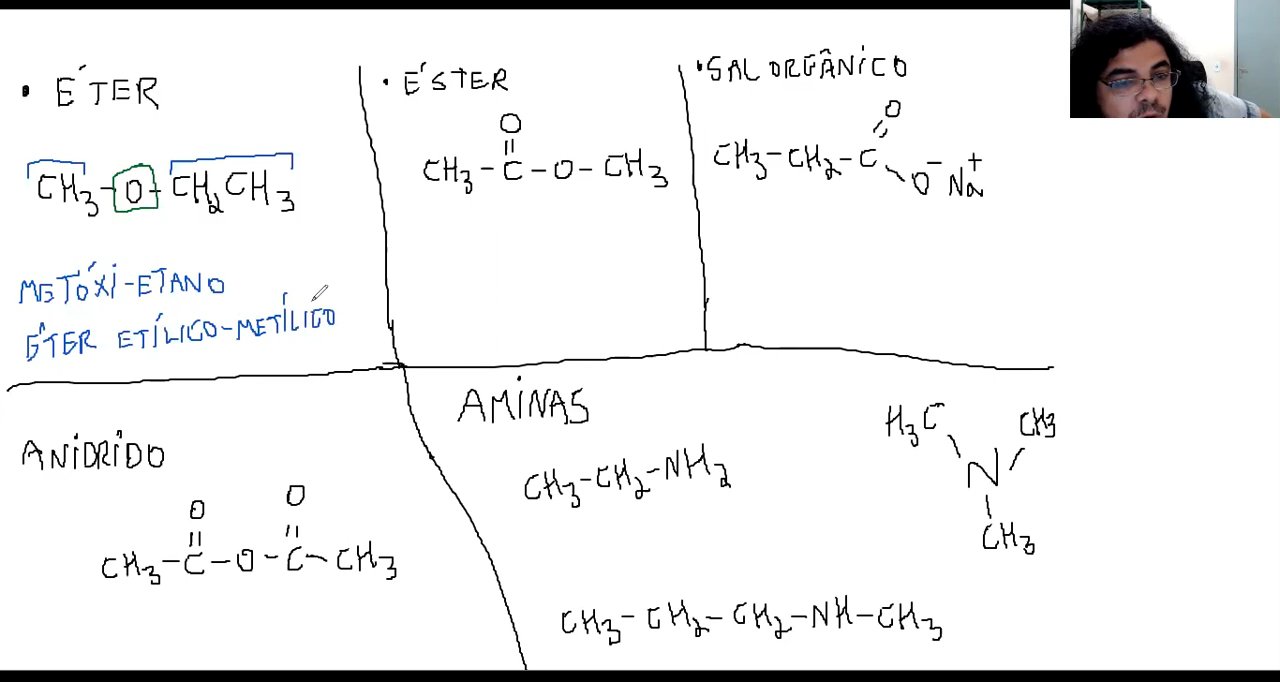 • ÉTER
CH3-O-CH2CH3
METÓXI-ETANO
ÉTER ETÍLICO-METÍLICO
• ÉSTER
O
CH3-C-O-CH3
• SAL ORGÂNICO
O
CH3-CH2-C
O⁻Na⁺
ANIDRIDO
O O
CH3-C-O-C-CH3
AMINAS
CH3-CH2-NH2
H3C CH3
N
CH3
CH3-CH2-CH2-NH-CH3